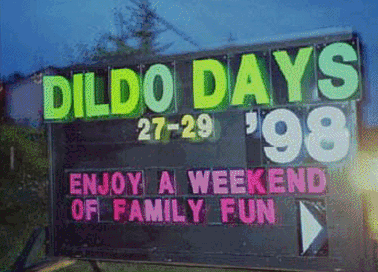 DILDO DAYS
27-29 '98
ENJOY A WEEKEND
OF FAMILY FUN